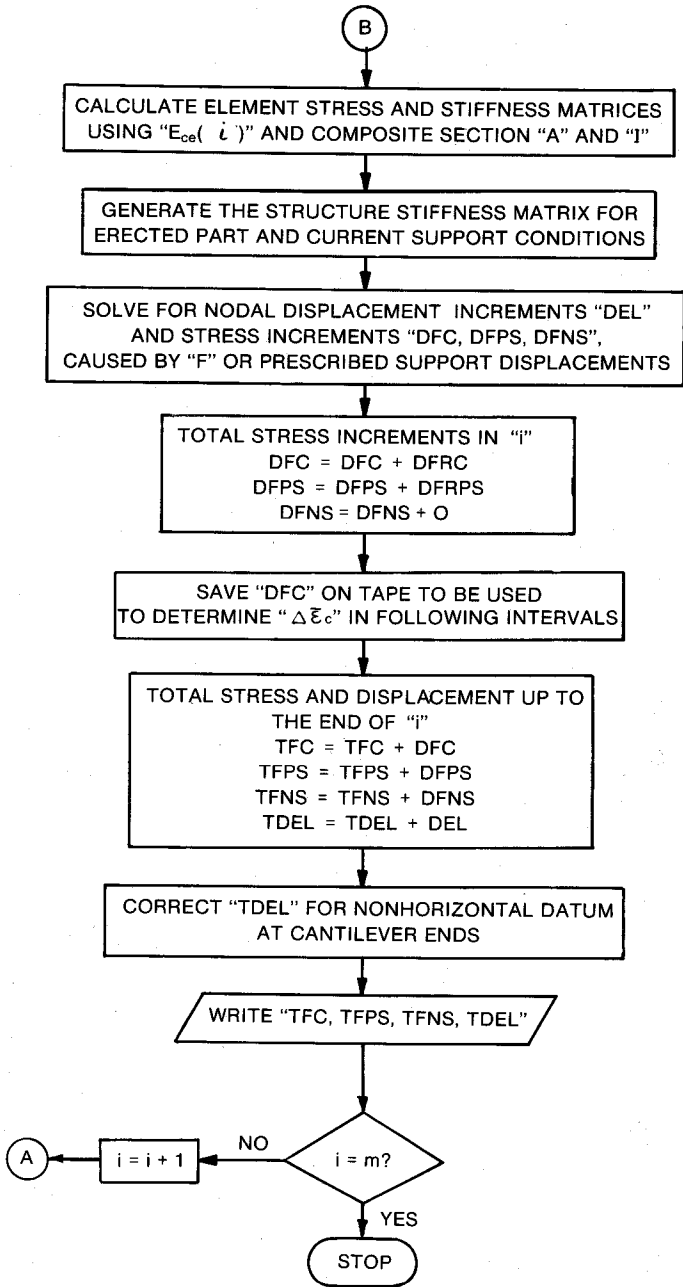 B
CALCULATE ELEMENT STRESS AND STIFFNESS MATRICES
USING "Ece( i )" AND COMPOSITE SECTION "A" AND "I"
GENERATE THE STRUCTURE STIFFNESS MATRIX FOR
ERECTED PART AND CURRENT SUPPORT CONDITIONS
SOLVE FOR NODAL DISPLACEMENT INCREMENTS "DEL"
AND STRESS INCREMENTS "DFC, DFPS, DFNS",
CAUSED BY "F" OR PRESCRIBED SUPPORT DISPLACEMENTS
TOTAL STRESS INCREMENTS IN "i"
DFC = DFC + DFRC
DFPS = DFPS + DFRPS
DFNS = DFNS + O
SAVE "DFC" ON TAPE TO BE USED
TO DETERMINE "Δε̄c" IN FOLLOWING INTERVALS
TOTAL STRESS AND DISPLACEMENT UP TO
THE END OF "i"
TFC = TFC + DFC
TFPS = TFPS + DFPS
TFNS = TFNS + DFNS
TDEL = TDEL + DEL
CORRECT "TDEL" FOR NONHORIZONTAL DATUM
AT CANTILEVER ENDS
WRITE "TFC, TFPS, TFNS, TDEL"
A
i = i + 1
NO
i = m?
YES
STOP